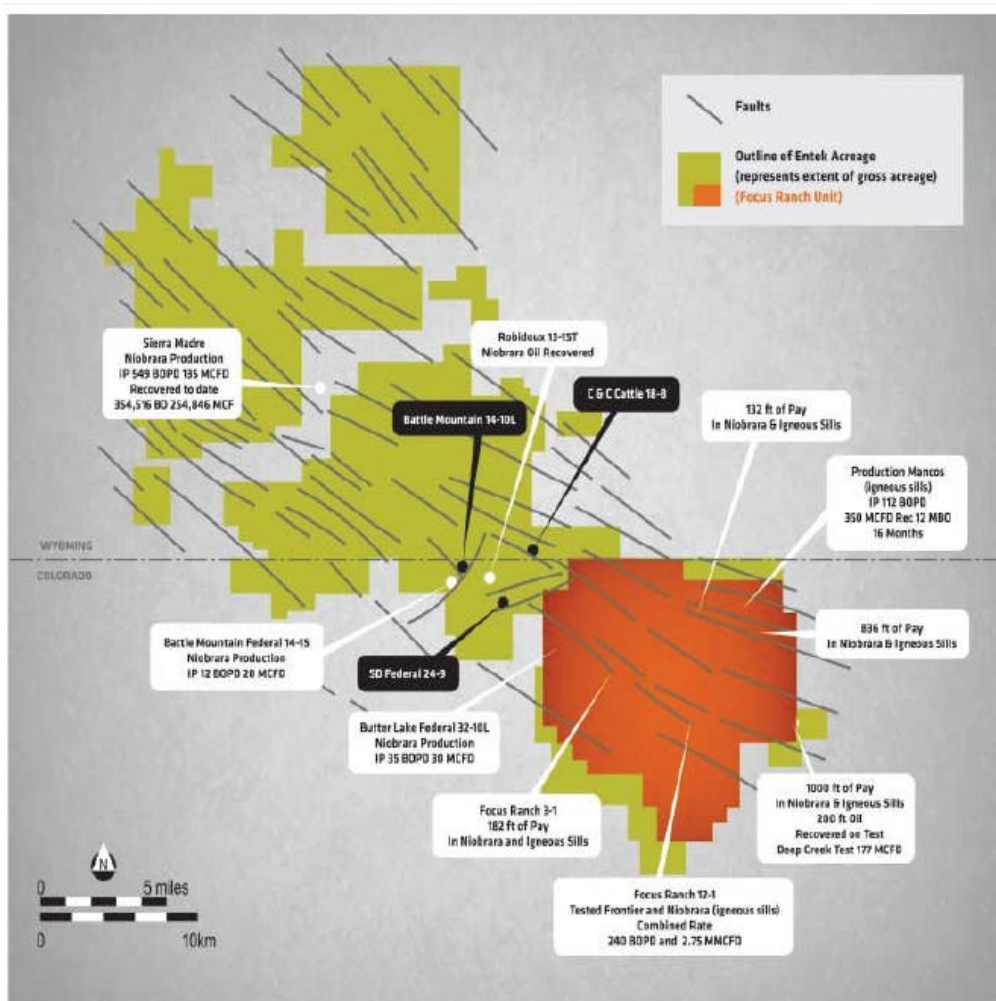 Faults
Outline of Entek Acreage
(represents extent of gross acreage)
(Focus Ranch Unit)
Sierra Madre
Niobrara Production
IP 549 BOPD 135 MCFD
Recovered to date
354,516 BO 254,846 MCF
Robidoux 13-15T
Niobrara Oil Recovered
Battle Mountain 14-10L
C & C Cattle 18-8
132 ft of Pay
In Niobrara & Igneous Sills
Production Mancos
(igneous sills)
IP 112 BOPD
350 MCFD Rec 12 MBO
16 Months
WYOMING
COLORADO
836 ft of Pay
In Niobrara & Igneous Sills
Battle Mountain Federal 14-15
Niobrara Production
IP 12 BOPD 20 MCFD
SD Federal 24-9
Butter Lake Federal 32-10L
Niobrara Production
IP 35 BOPD 30 MCFD
Focus Ranch 3-1
182 ft of Pay
In Niobrara and Igneous Sills
1000 ft of Pay
In Niobrara & Igneous Sills
200 ft Oil
Recovered on Test
Deep Creek Test 177 MCFD
Focus Ranch 12-1
Tested Frontier and Niobrara (igneous sills)
Combined Rate
240 BOPD and 2.75 MMCFD
N
0 5 miles
0 10km